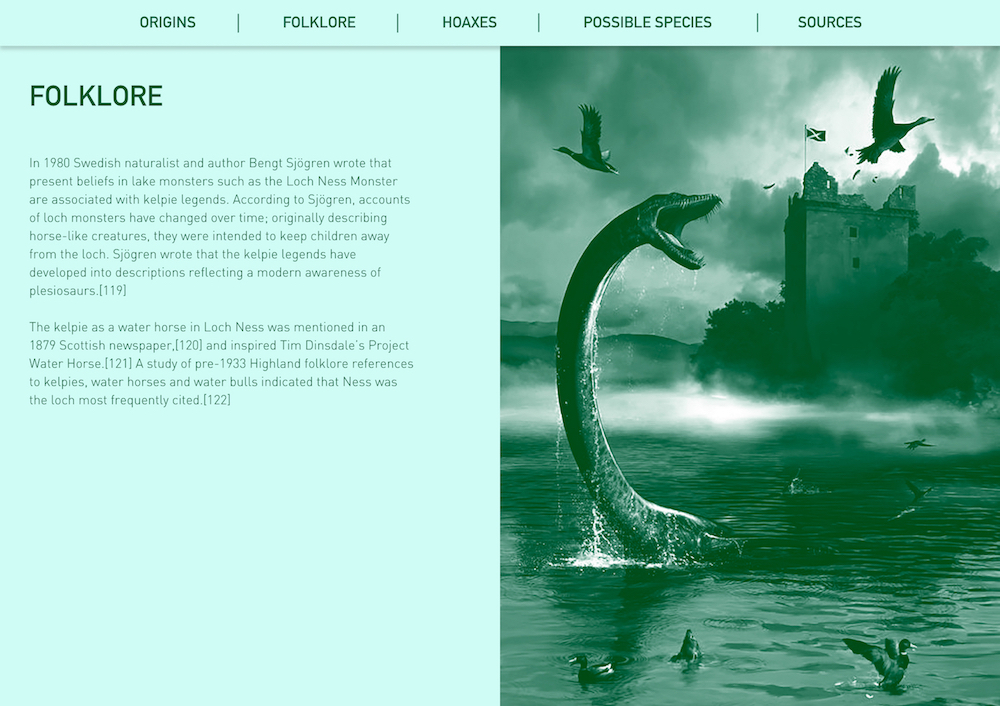 ORIGINS | FOLKLORE | HOAXES | POSSIBLE SPECIES | SOURCES
FOLKLORE
In 1980 Swedish naturalist and author Bengt Sjögren wrote that
present beliefs in lake monsters such as the Loch Ness Monster
are associated with kelpie legends. According to Sjögren, accounts
of loch monsters have changed over time; originally describing
horse-like creatures, they were intended to keep children away
from the loch. Sjögren wrote that the kelpie legends have
developed into descriptions reflecting a modern awareness of
plesiosaurs.[119]
The kelpie as a water horse in Loch Ness was mentioned in an
1879 Scottish newspaper,[120] and inspired Tim Dinsdale's Project
Water Horse.[121] A study of pre-1933 Highland folklore references
to kelpies, water horses and water bulls indicated that Ness was
the loch most frequently cited.[122]